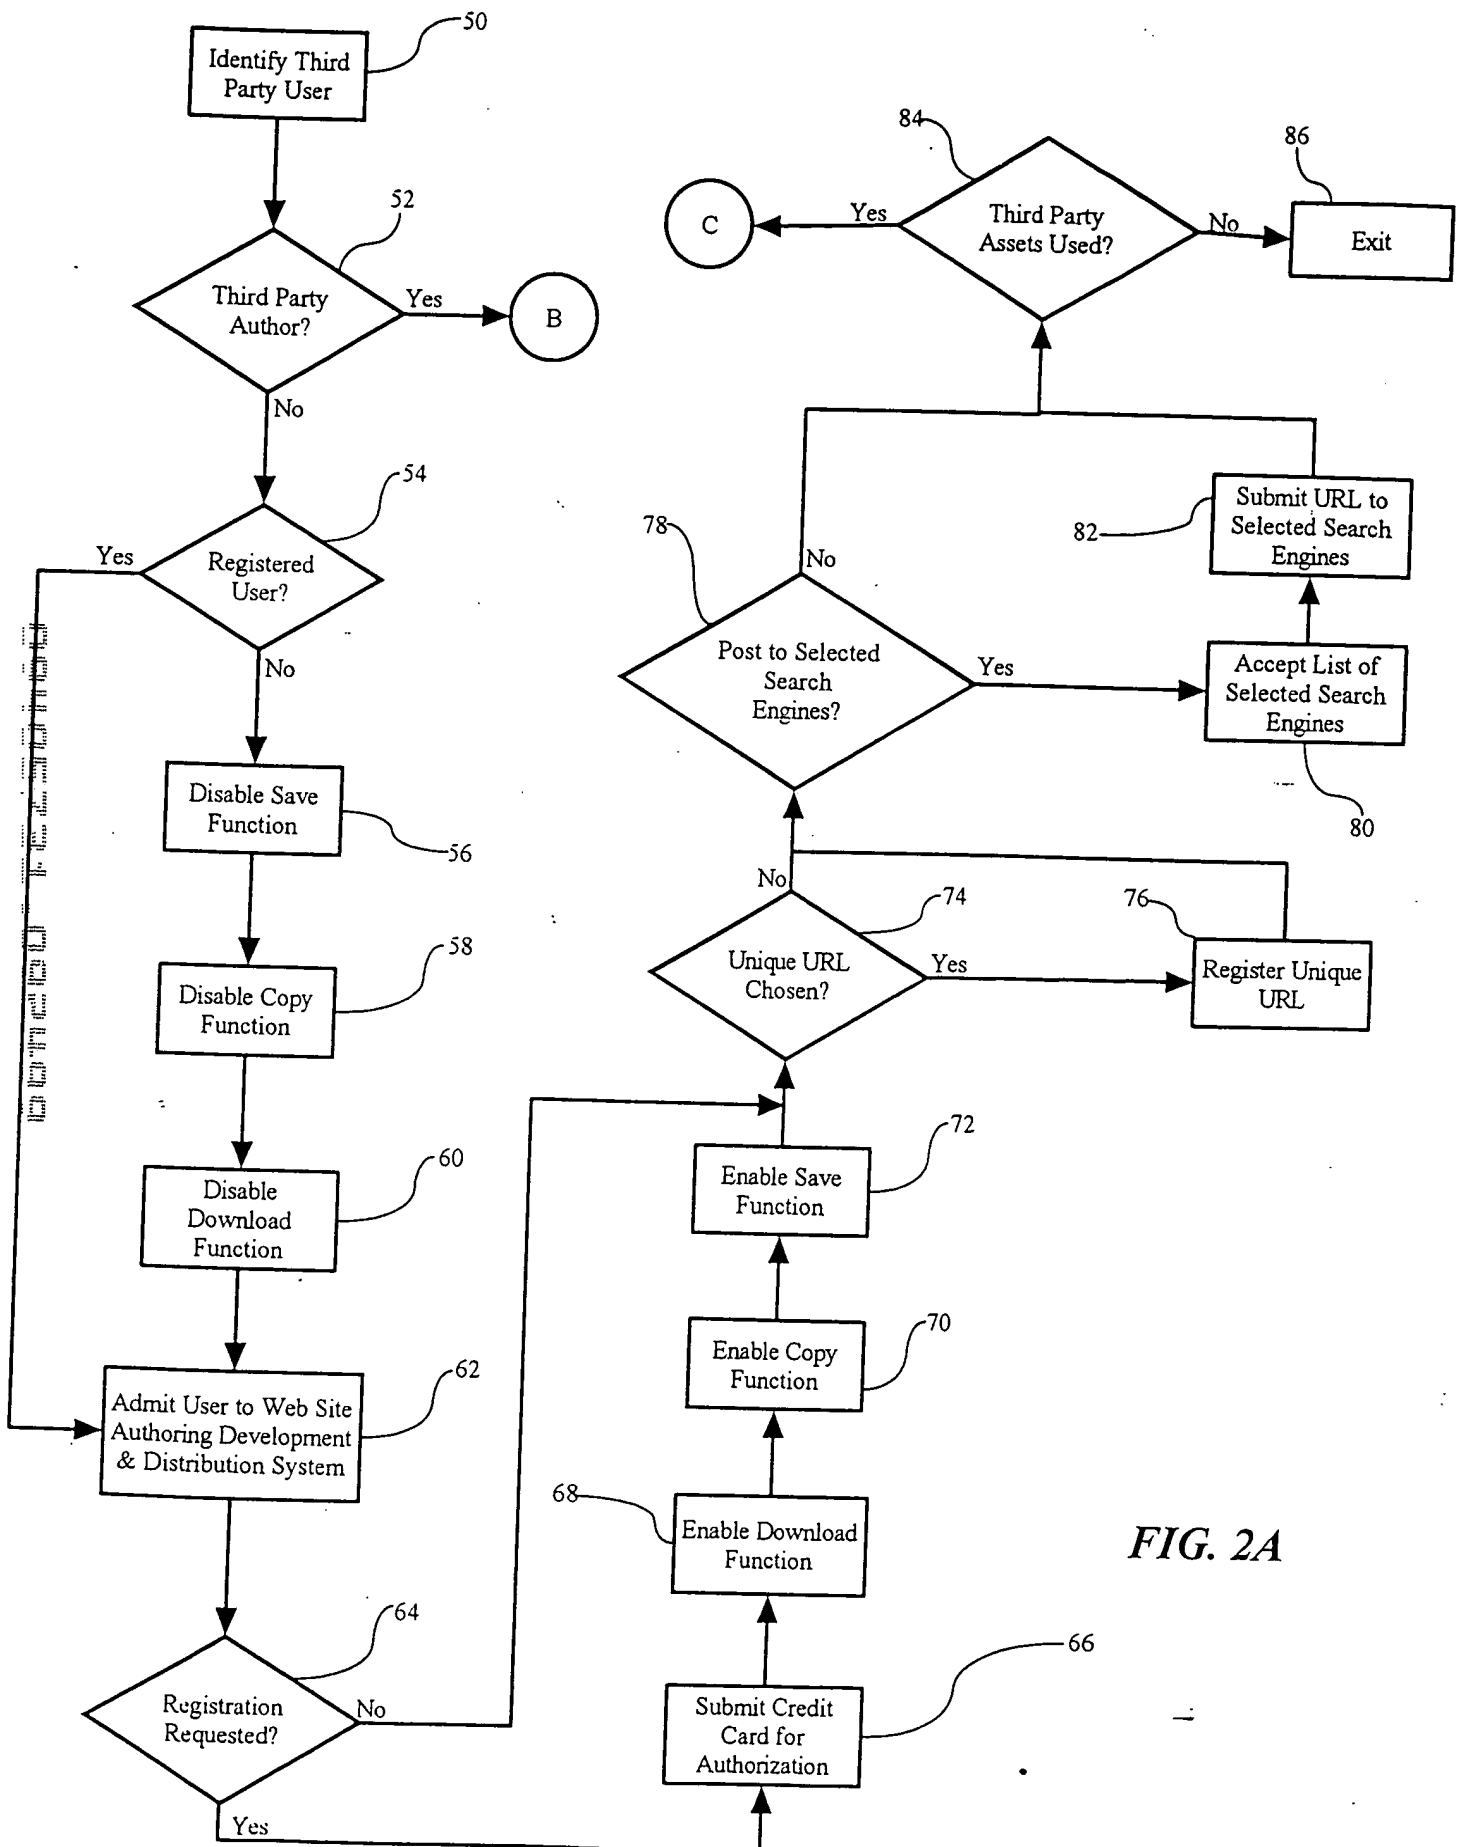 50
Identify Third
Party User
52
Third Party
Author?
Yes
B
No
54
Registered
User?
Yes
No
Disable Save
Function
56
58
Disable Copy
Function
60
Disable
Download
Function
62
Admit User to Web Site
Authoring Development
& Distribution System
64
Registration
Requested?
No
Yes
66
Submit Credit
Card for
Authorization
68
Enable Download
Function
70
Enable Copy
Function
72
Enable Save
Function
74
Unique URL
Chosen?
No
Yes
76
Register Unique
URL
78
Post to Selected
Search
Engines?
No
Yes
Accept List of
Selected Search
Engines
80
82
Submit URL to
Selected Search
Engines
84
Third Party
Assets Used?
Yes
C
No
86
Exit
FIG. 2A